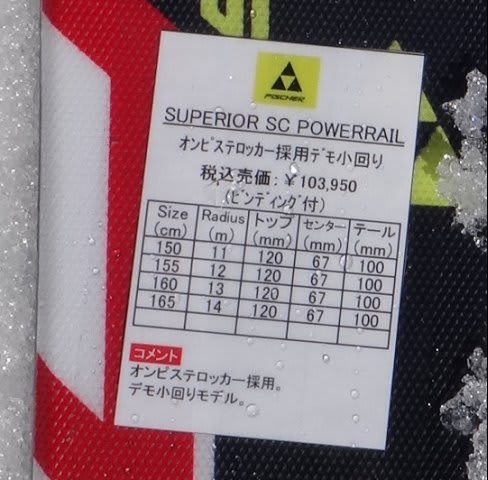 FISCHER
SUPERIOR SC POWERRAIL
オンピステロッカー採用デモ小回り
税込売価:￥103,950
(ビンディング付)
Size (cm) Radius (m) トップ (mm) センター (mm) テール (mm)
150 11 120 67 100
155 12 120 67 100
160 13 120 67 100
165 14 120 67 100
コメント
オンピステロッカー採用。
デモ小回りモデル。